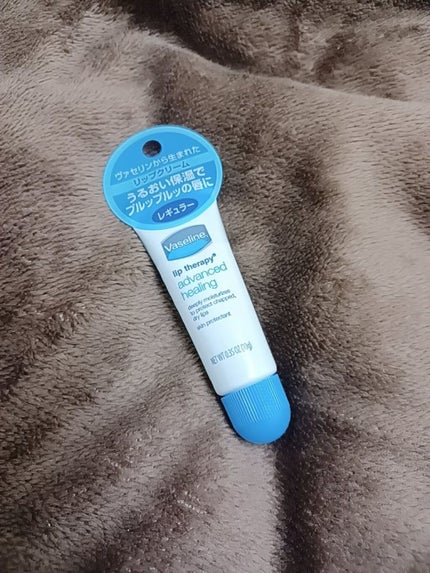 ヴァセリンから生まれた
リップクリーム
うるおい保湿で
プルップルッの唇に
レギュラー
Vaseline.
lip therapy®
advanced
healing
deeply moisturizes
to protect chapped,
dry lips
skin protectant
NET WT 0.35 OZ (10g)